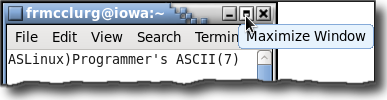 frmcclurg@iowa:~
File Edit View Search Termin
Maximize Window
ASLinux)Programmer's ASCII(7)